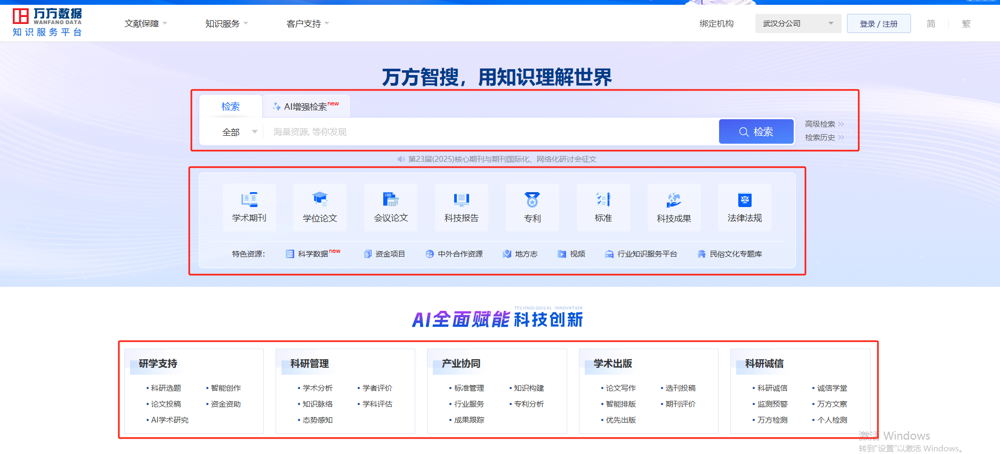 万方数据
WANFANG DATA
知识服务平台
文献保障 知识服务 客户支持 绑定机构 武汉分公司 登录 / 注册 简 繁
万方智搜，用知识理解世界
检索 AI增强检索new
全部 海量资源, 等你发现 检索
高级检索 >>
检索历史 >>
第23届(2025)核心期刊与期刊国际化、网络化研讨会征文
学术期刊 学位论文 会议论文 科技报告 专利 标准 科技成果 法律法规
特色资源： 科学数据new 资金项目 中外合作资源 地方志 视频 行业知识服务平台 民俗文化专题库
TECHNOLOGICAL INNOVATION
AI全面赋能 科技创新
研学支持
• 科研选题 • 智能创作
• 论文投稿 • 资金资助
• AI学术研究
科研管理
• 学术分析 • 学者评价
• 知识脉络 • 学科评估
• 态势感知
产业协同
• 标准管理 • 知识构建
• 行业服务 • 专利分析
• 成果跟踪
学术出版
• 论文写作 • 选刊投稿
• 智能排版 • 期刊评价
• 优先出版
科研诚信
• 科研诚信 • 诚信学堂
• 监测预警 • 万方文察
• 万方检测 • 个人检测
激活 Windows
转到“设置”以激活 Windows。